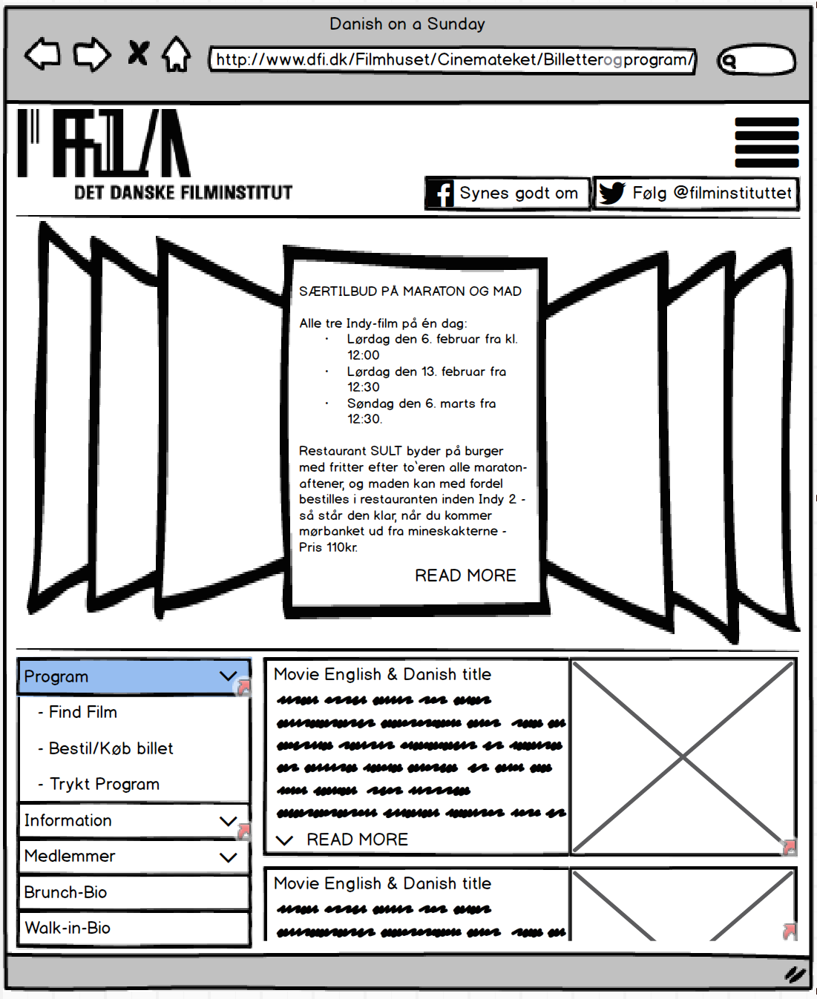 Danish on a Sunday
http://www.dfi.dk/Filmhuset/Cinemateket/Billetterogprogram/
DET DANSKE FILMINSTITUT
Synes godt om
Følg @filminstituttet
SÆRTILBUD PÅ MARATON OG MAD
Alle tre Indy-film på én dag:
· Lørdag den 6. februar fra kl.
12:00
· Lørdag den 13. februar fra
12:30
· Søndag den 6. marts fra
12:30.
Restaurant SULT byder på burger
med fritter efter to`eren alle maraton-
aftener, og maden kan med fordel
bestilles i restauranten inden Indy 2 -
så står den klar, når du kommer
mørbanket ud fra mineskakterne -
Pris 110kr.
READ MORE
Program
- Find Film
- Bestil/Køb billet
- Trykt Program
Information
Medlemmer
Brunch-Bio
Walk-in-Bio
Movie English & Danish title
READ MORE
Movie English & Danish title